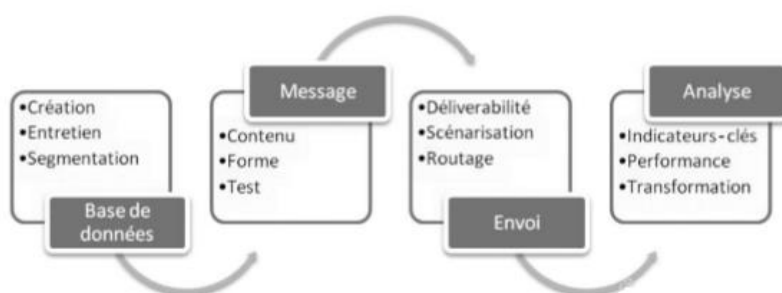 •Création
•Entretien
•Segmentation
Base de
données
Message
•Contenu
•Forme
•Test
•Déliverabilité
•Scénarisation
•Routage
Envoi
Analyse
•Indicateurs-clés
•Performance
•Transformation